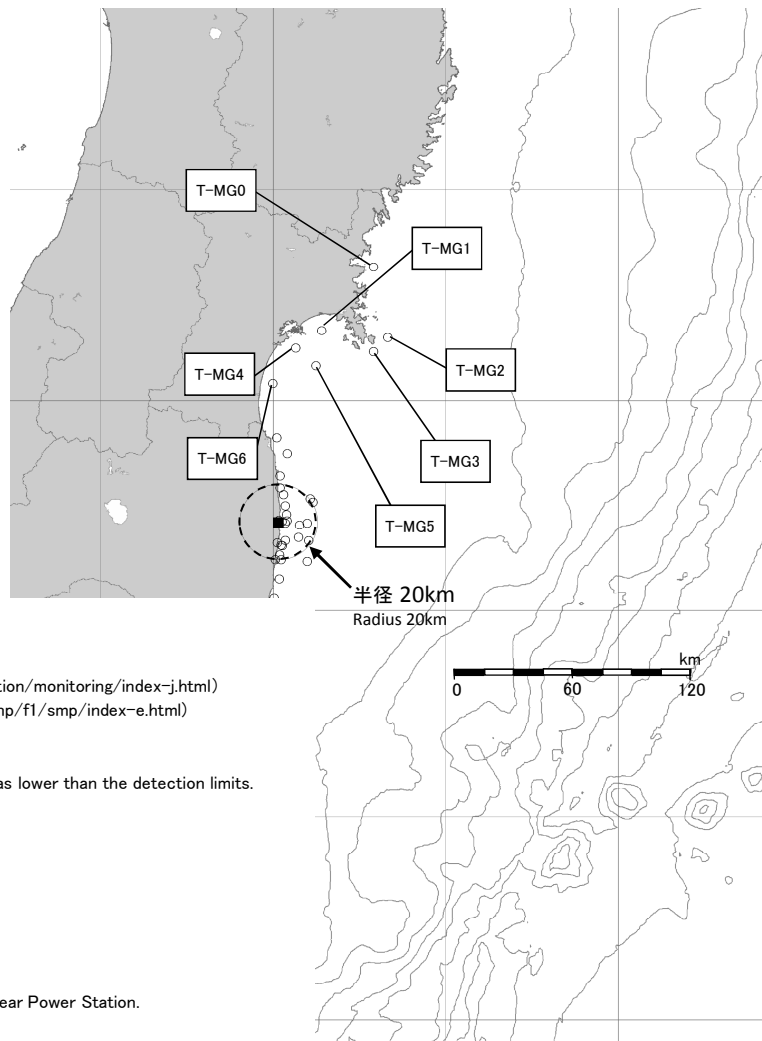 T-MG0
T-MG1
T-MG4
T-MG2
T-MG6
T-MG3
T-MG5
半径 20km
Radius 20km
km
0 60 120
tion/monitoring/index-j.html)
np/f1/smp/index-e.html)
as lower than the detection limits.
ear Power Station.